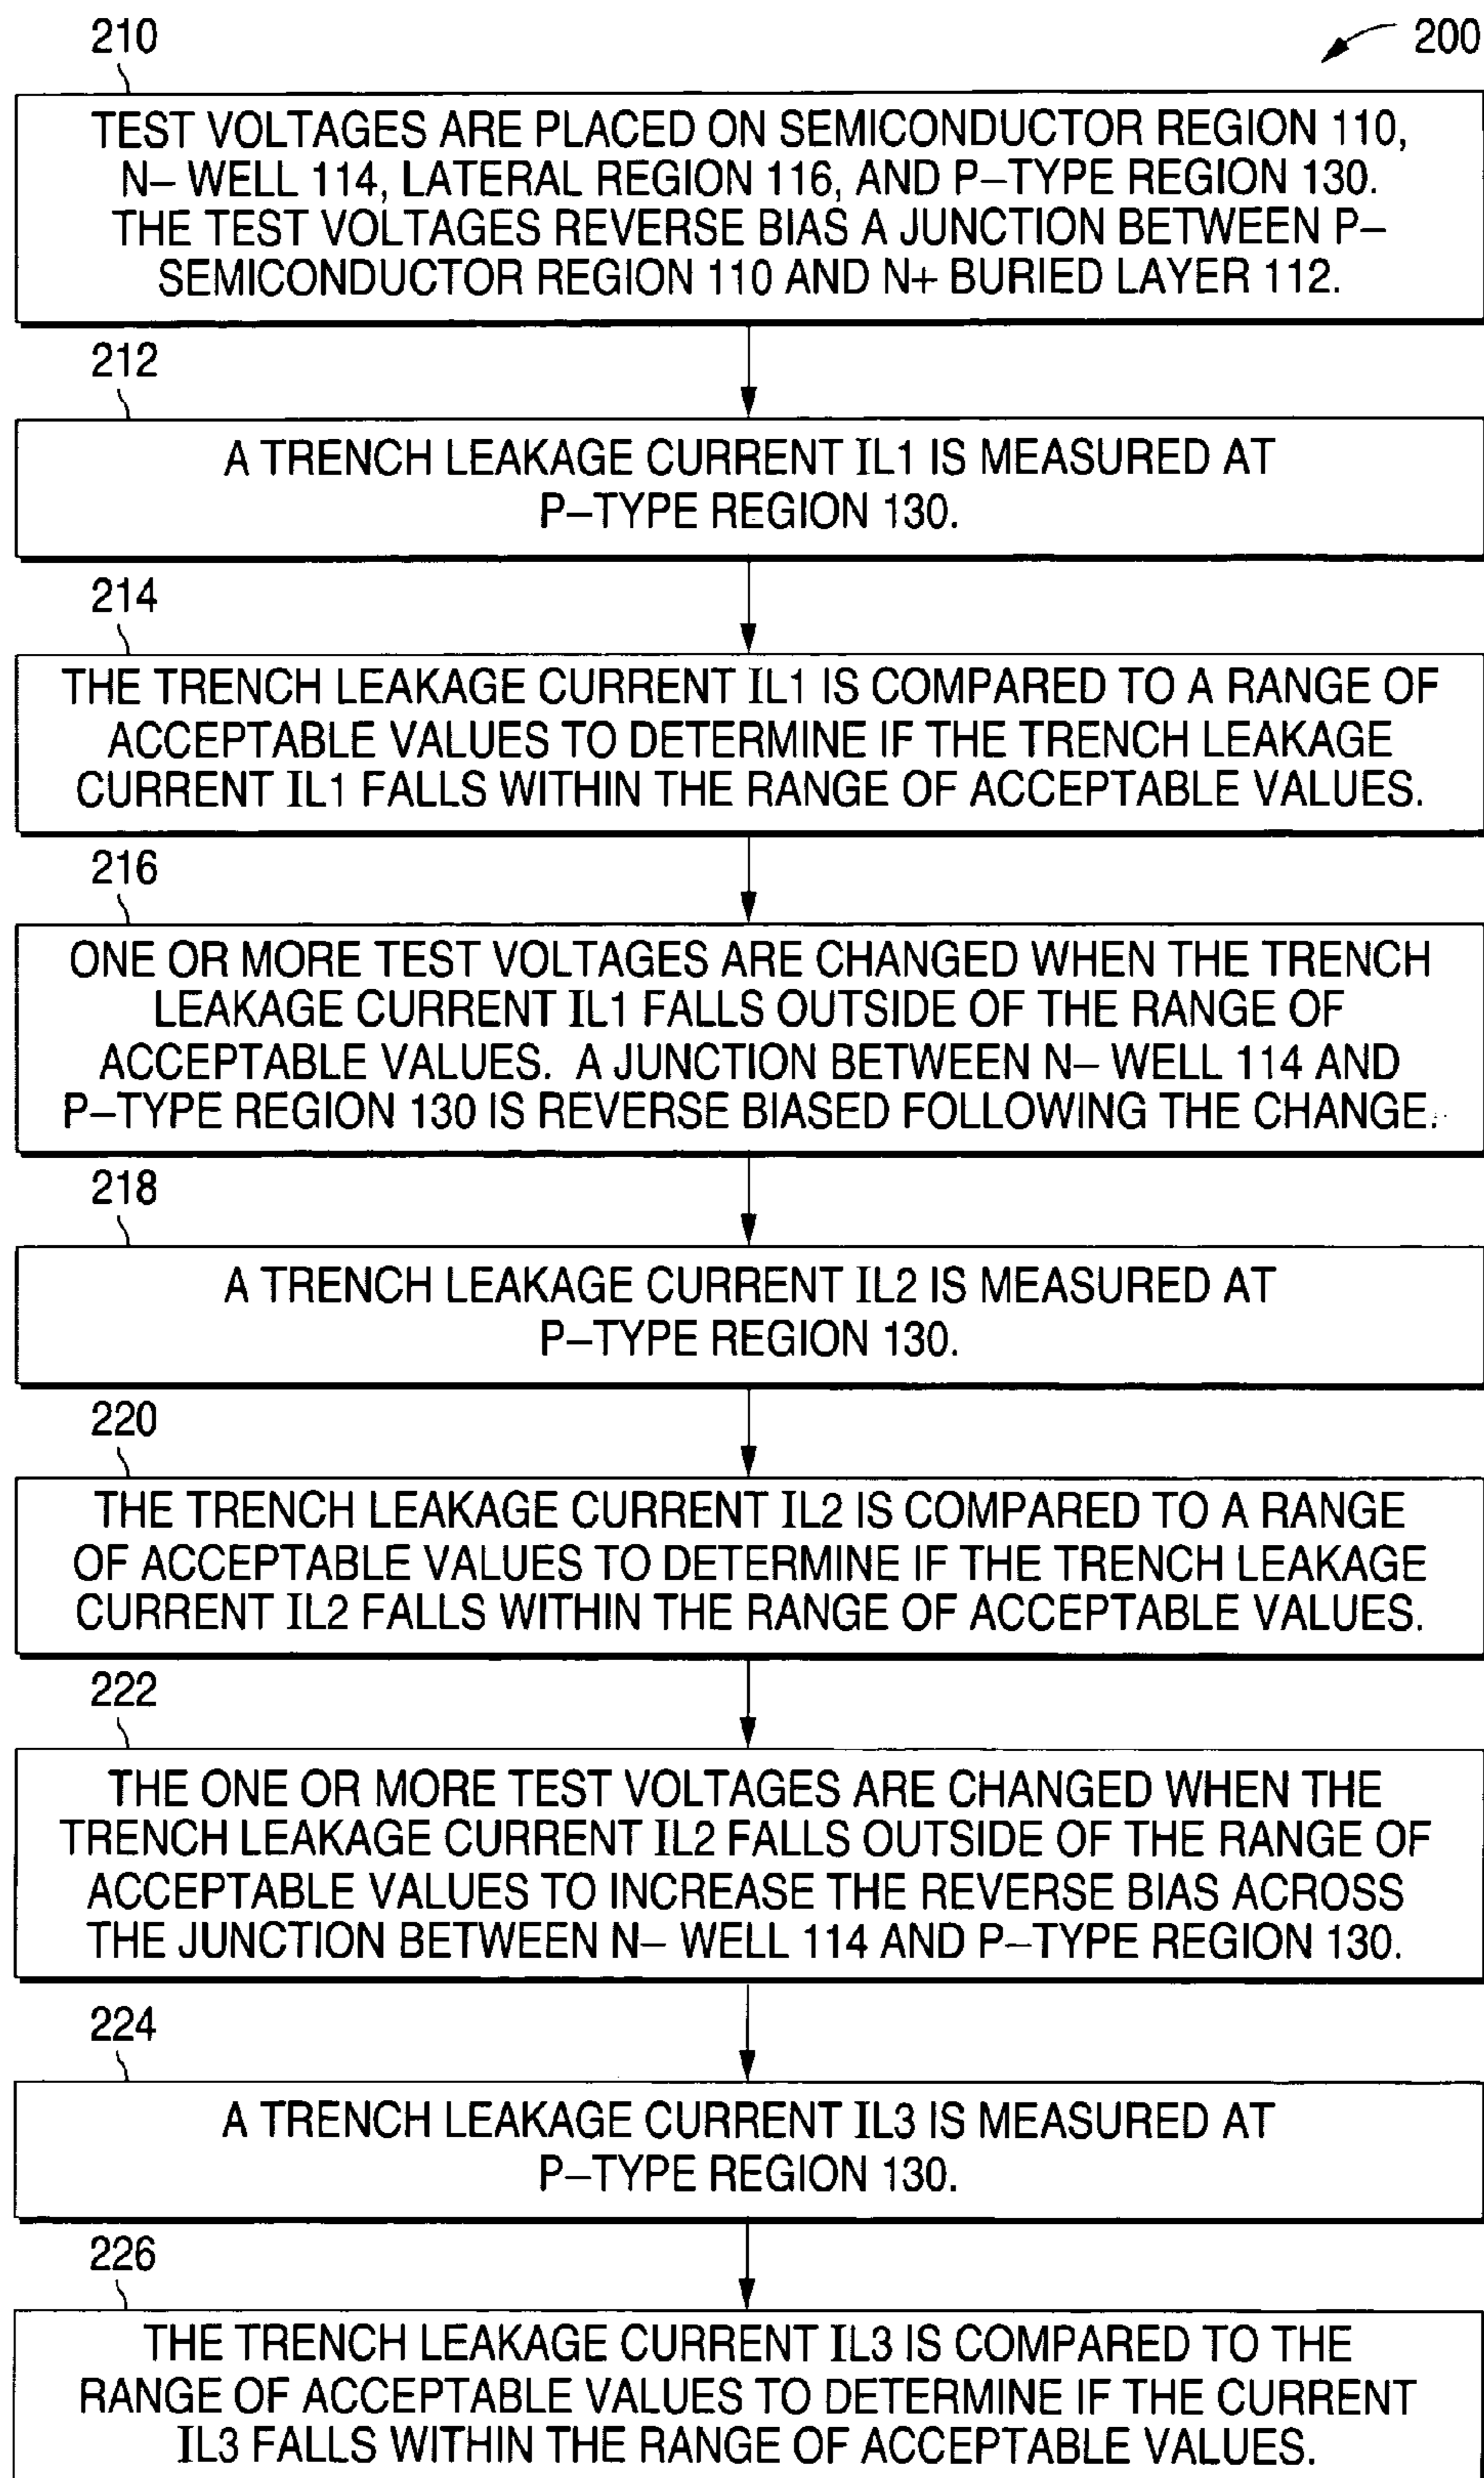 200
210
TEST VOLTAGES ARE PLACED ON SEMICONDUCTOR REGION 110,
N– WELL 114, LATERAL REGION 116, AND P–TYPE REGION 130.
THE TEST VOLTAGES REVERSE BIAS A JUNCTION BETWEEN P–
SEMICONDUCTOR REGION 110 AND N+ BURIED LAYER 112.
212
A TRENCH LEAKAGE CURRENT IL1 IS MEASURED AT
P–TYPE REGION 130.
214
THE TRENCH LEAKAGE CURRENT IL1 IS COMPARED TO A RANGE OF
ACCEPTABLE VALUES TO DETERMINE IF THE TRENCH LEAKAGE
CURRENT IL1 FALLS WITHIN THE RANGE OF ACCEPTABLE VALUES.
216
ONE OR MORE TEST VOLTAGES ARE CHANGED WHEN THE TRENCH
LEAKAGE CURRENT IL1 FALLS OUTSIDE OF THE RANGE OF
ACCEPTABLE VALUES. A JUNCTION BETWEEN N– WELL 114 AND
P–TYPE REGION 130 IS REVERSE BIASED FOLLOWING THE CHANGE.
218
A TRENCH LEAKAGE CURRENT IL2 IS MEASURED AT
P–TYPE REGION 130.
220
THE TRENCH LEAKAGE CURRENT IL2 IS COMPARED TO A RANGE
OF ACCEPTABLE VALUES TO DETERMINE IF THE TRENCH LEAKAGE
CURRENT IL2 FALLS WITHIN THE RANGE OF ACCEPTABLE VALUES.
222
THE ONE OR MORE TEST VOLTAGES ARE CHANGED WHEN THE
TRENCH LEAKAGE CURRENT IL2 FALLS OUTSIDE OF THE RANGE OF
ACCEPTABLE VALUES TO INCREASE THE REVERSE BIAS ACROSS
THE JUNCTION BETWEEN N– WELL 114 AND P–TYPE REGION 130.
224
A TRENCH LEAKAGE CURRENT IL3 IS MEASURED AT
P–TYPE REGION 130.
226
THE TRENCH LEAKAGE CURRENT IL3 IS COMPARED TO THE
RANGE OF ACCEPTABLE VALUES TO DETERMINE IF THE CURRENT
IL3 FALLS WITHIN THE RANGE OF ACCEPTABLE VALUES.